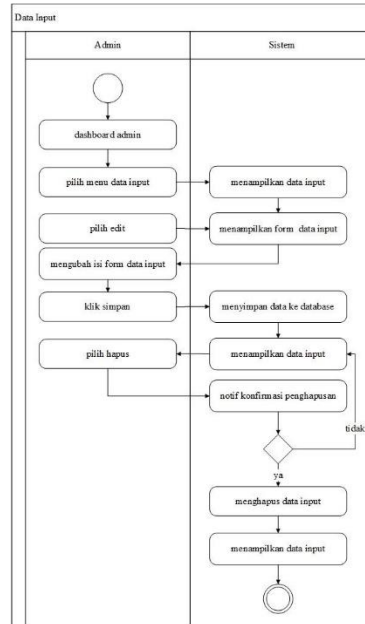 Data Input
Admin
Sistem
dashboard admin
pilih menu data input
menampilkan data input
pilih edit
menampilkan form data input
mengubah isi form data input
klik simpan
menyimpan data ke database
pilih hapus
menampilkan data input
notif konfirmasi penghapusan
tidak
ya
menghapus data input
menampilkan data input